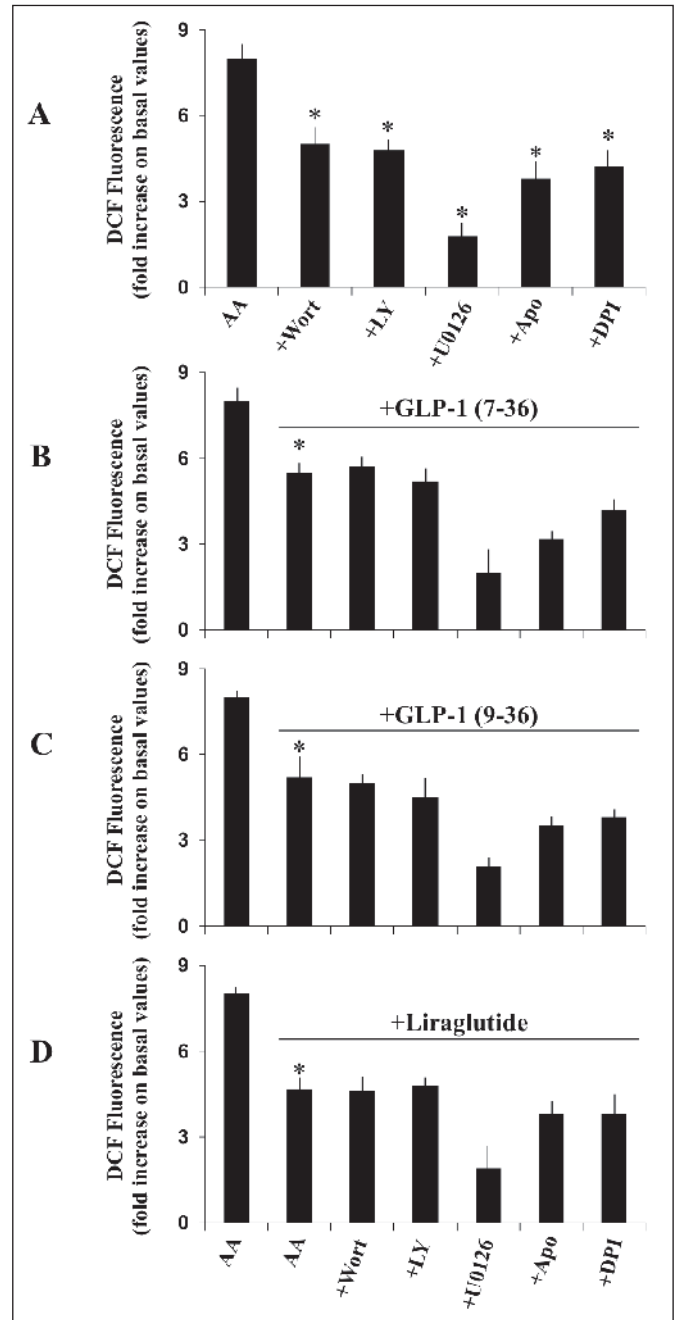 A
DCF Fluorescence
(fold increase on basal values)
9
6
3
0
*
*
*
*
*
AA
+Wort
+LY
+U0126
+Apo
+DPI
B
DCF Fluorescence
(fold increase on basal values)
9
6
3
0
+GLP-1 (7-36)
*
C
DCF Fluorescence
(fold increase on basal values)
9
6
3
0
+GLP-1 (9-36)
*
D
DCF Fluorescence
(fold increase on basal values)
9
6
3
0
+Liraglutide
*
AA
AA
+Wort
+LY
+U0126
+Apo
+DPI